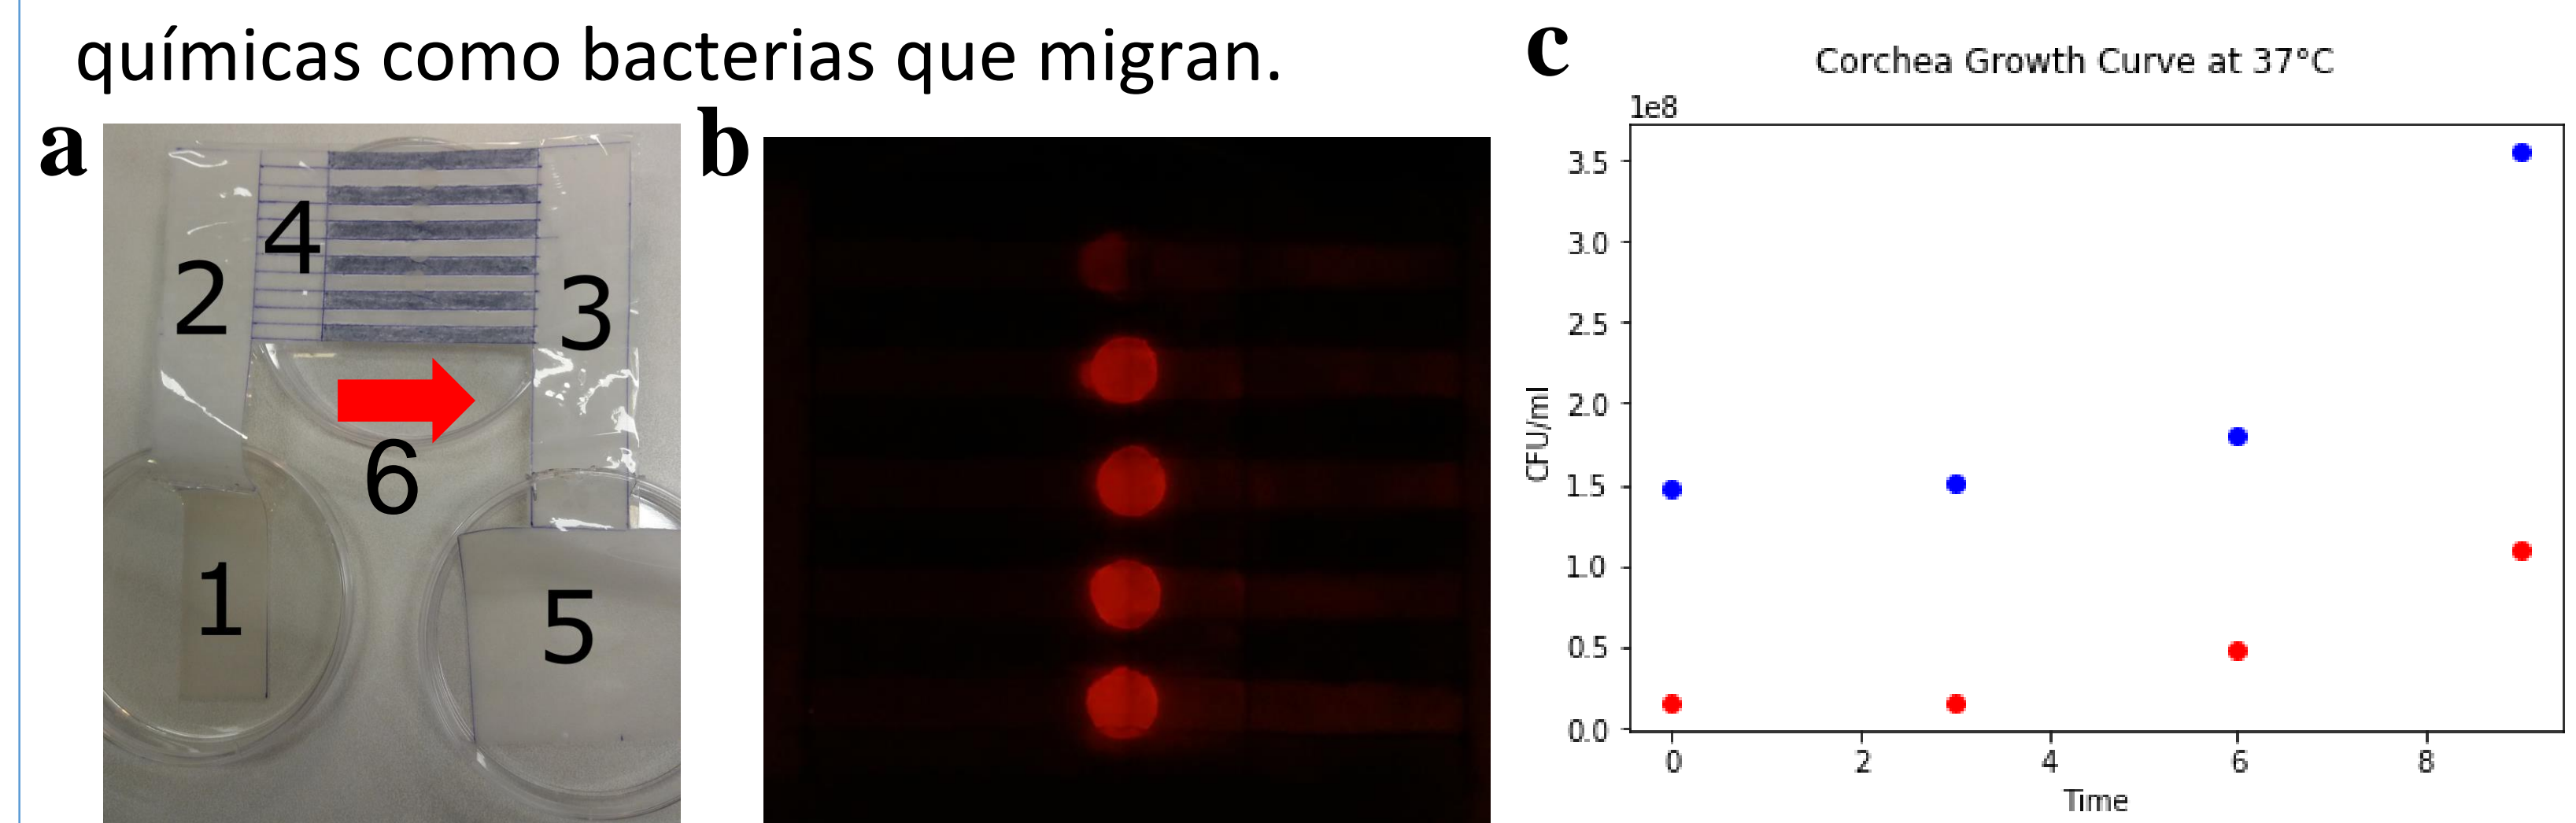 químicas como bacterias que migran.
a
2
4
3
6
1
5
b
c
Corchea Growth Curve at 37°C
1e8
3.5
3.0
2.5
2.0
1.5
1.0
0.5
0.0
CFU/ml
0 2 4 6 8
Time